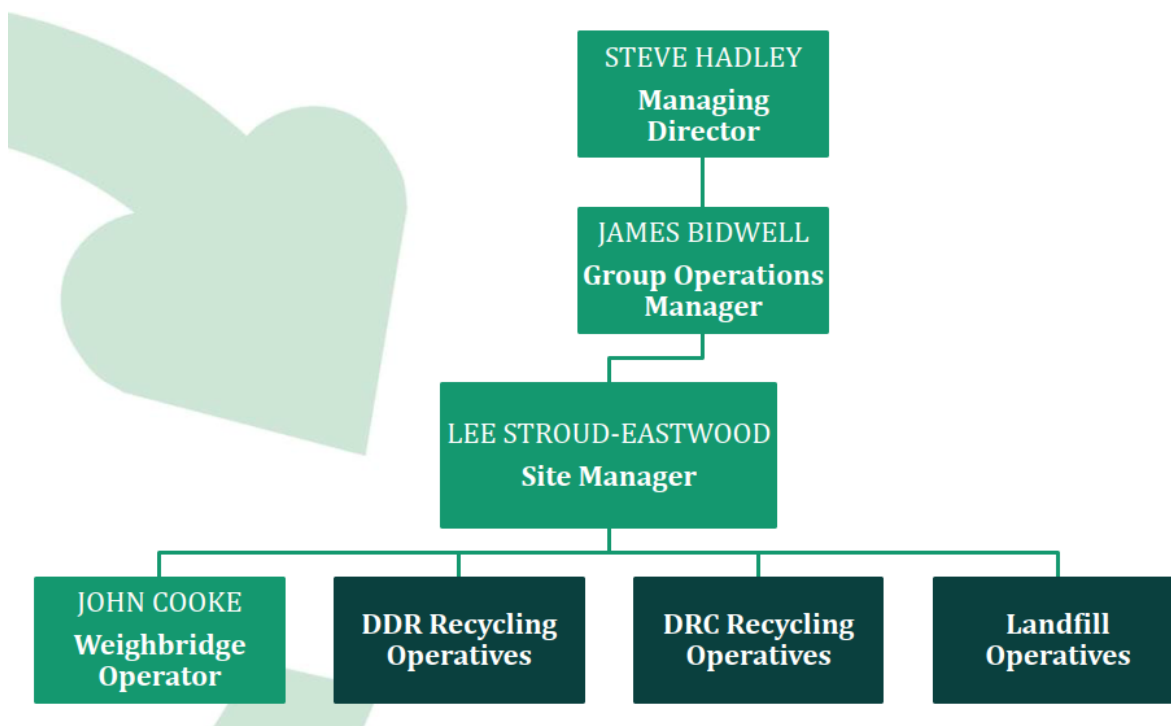 STEVE HADLEY
Managing
Director
JAMES BIDWELL
Group Operations
Manager
LEE STROUD-EASTWOOD
Site Manager
JOHN COOKE
Weighbridge
Operator
DDR Recycling
Operatives
DRC Recycling
Operatives
Landfill
Operatives